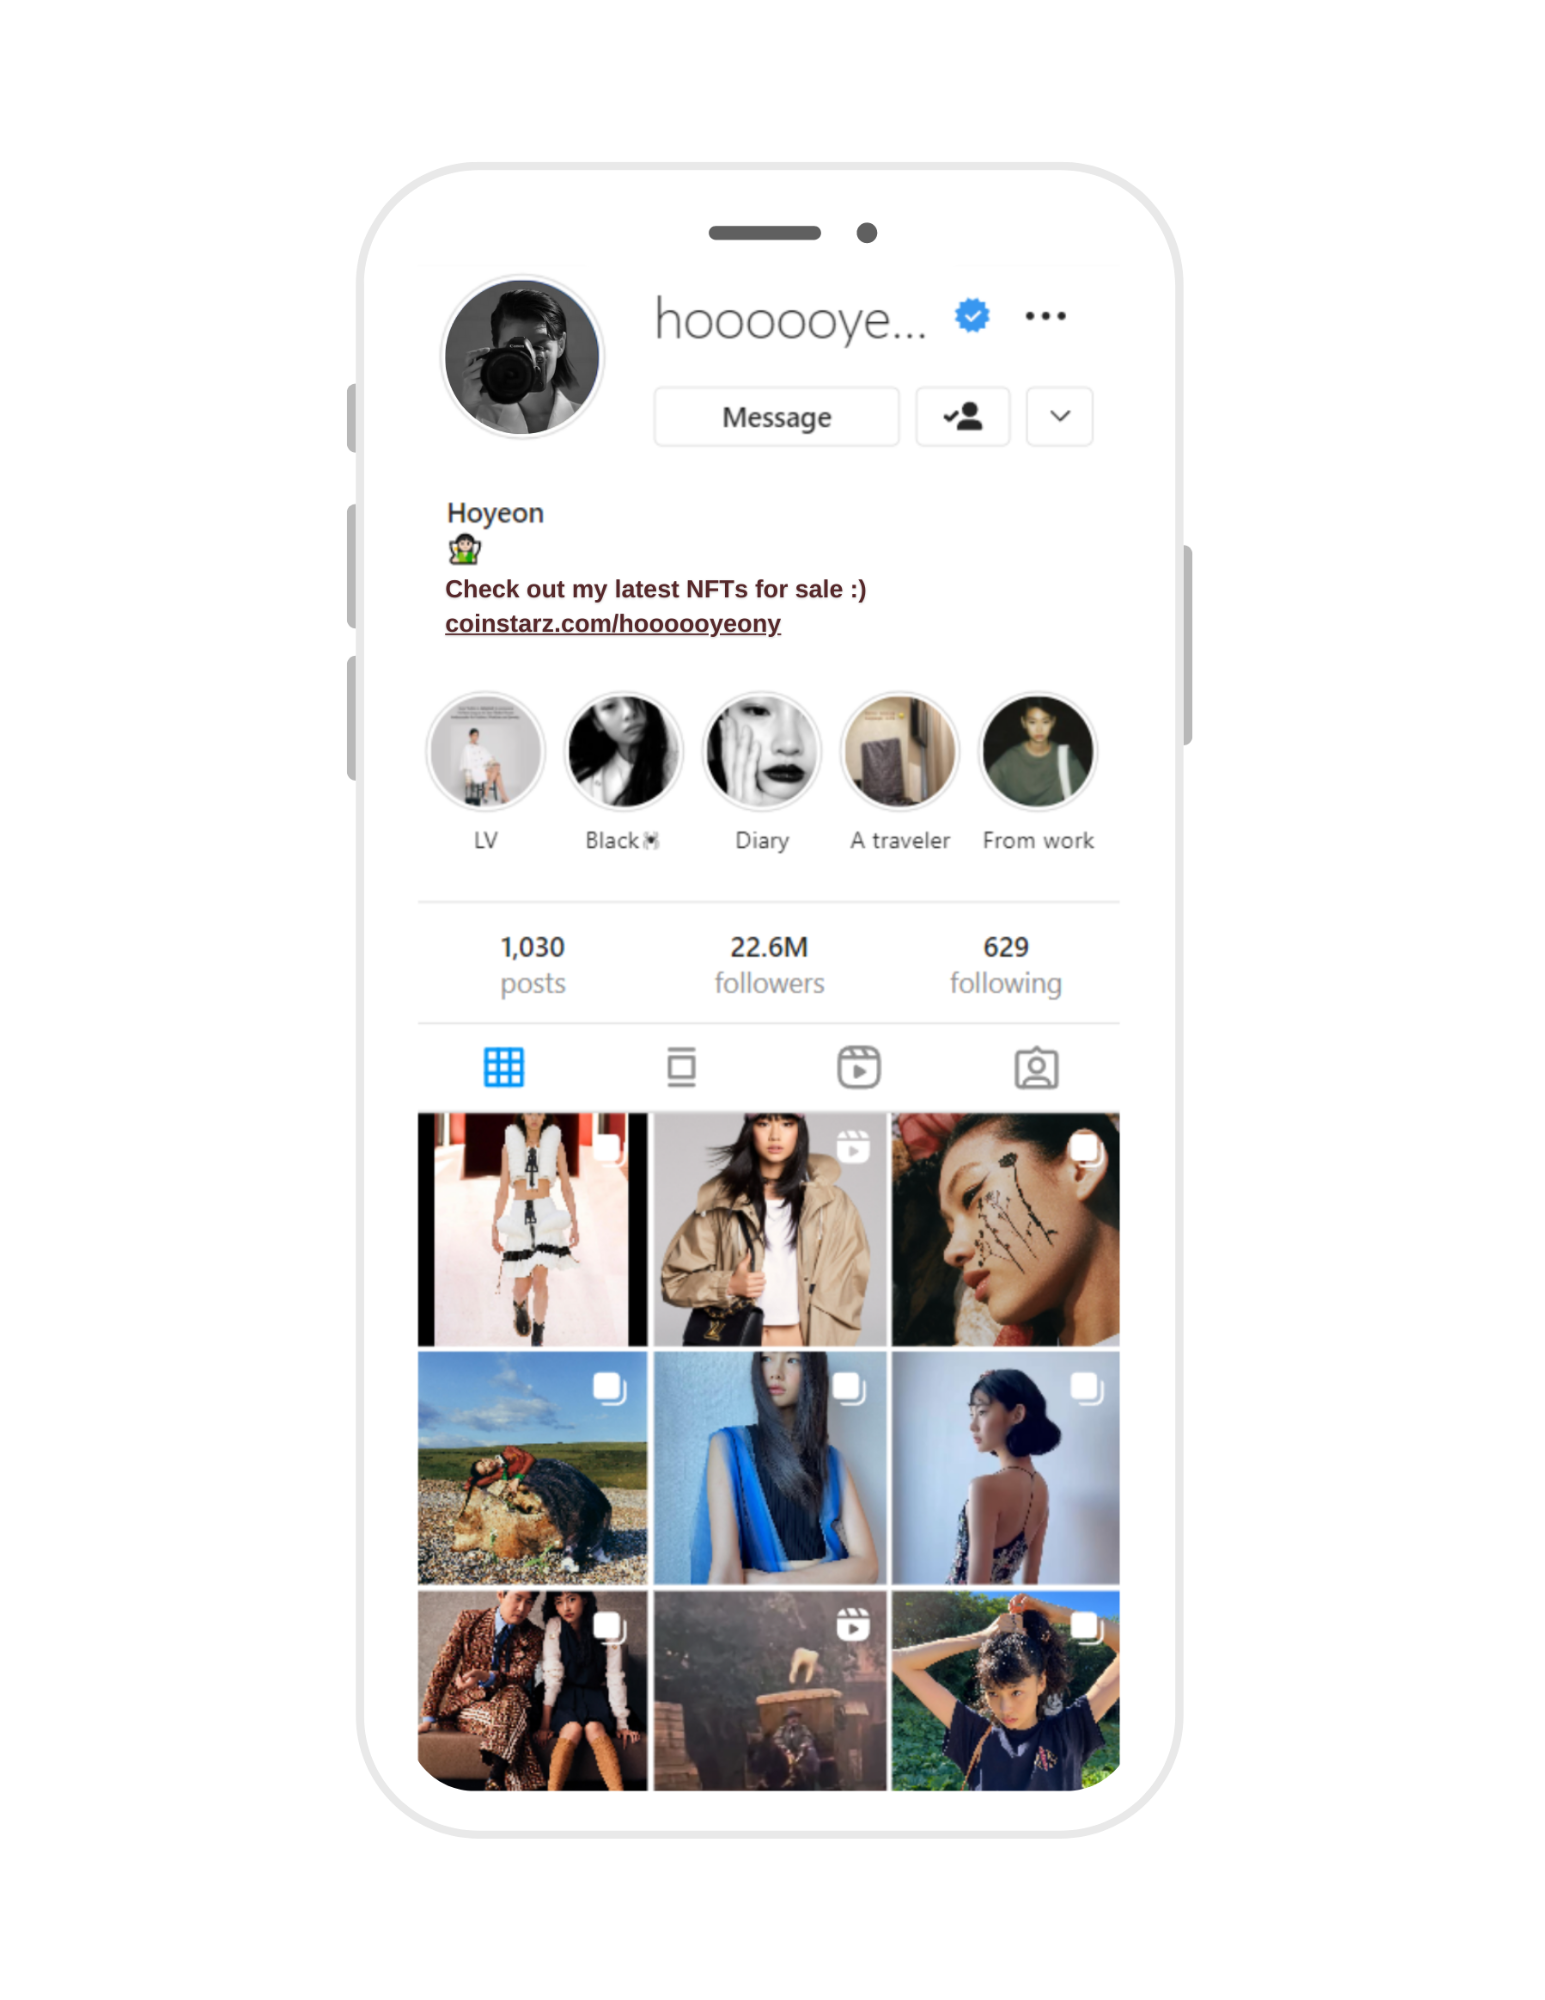 hoooooye...
Message
Hoyeon
Check out my latest NFTs for sale :)
coinstarz.com/hoooooyeony
LV
Black
Diary
A traveler
From work
1,030
22.6M
629
posts
followers
following